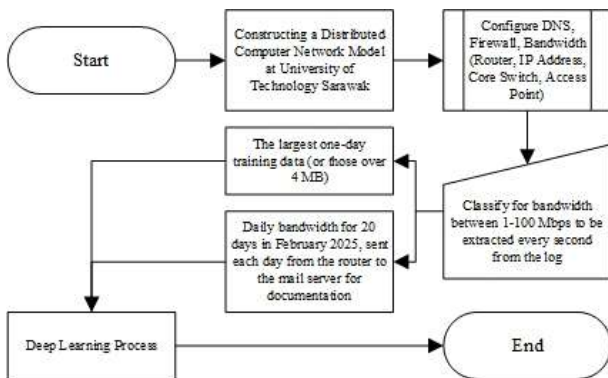 Start
Constructing a Distributed
Computer Network Model
at University of
Technology Sarawak
Configure DNS,
Firewall, Bandwidth
(Router, IP Address,
Core Switch, Access
Point)
The largest one-day
training data (or those over
4 MB)
Classify for bandwidth
between 1-100 Mbps to be
extracted every second
from the log
Daily bandwidth for 20
days in February 2025, sent
each day from the router to
the mail server for
documentation
Deep Learning Process
End